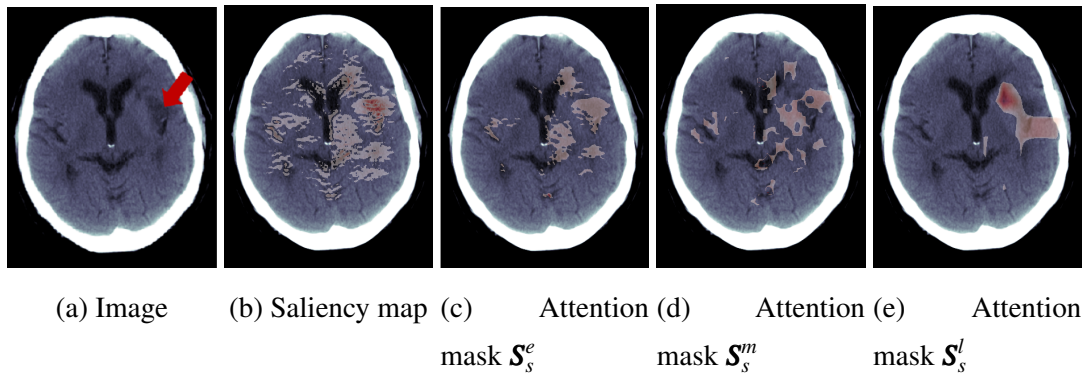 (a) Image
(b) Saliency map
(c) Attention
mask S_s^e
(d) Attention
mask S_s^m
(e) Attention
mask S_s^l